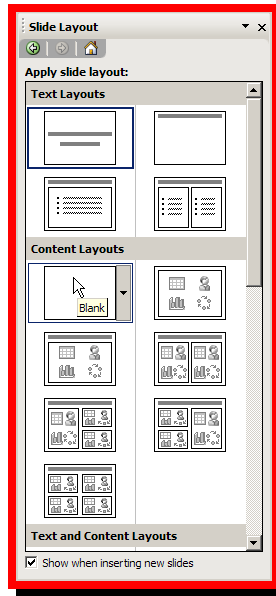 Slide Layout
Apply slide layout:
Text Layouts
Content Layouts
Blank
Text and Content Layouts
Show when inserting new slides